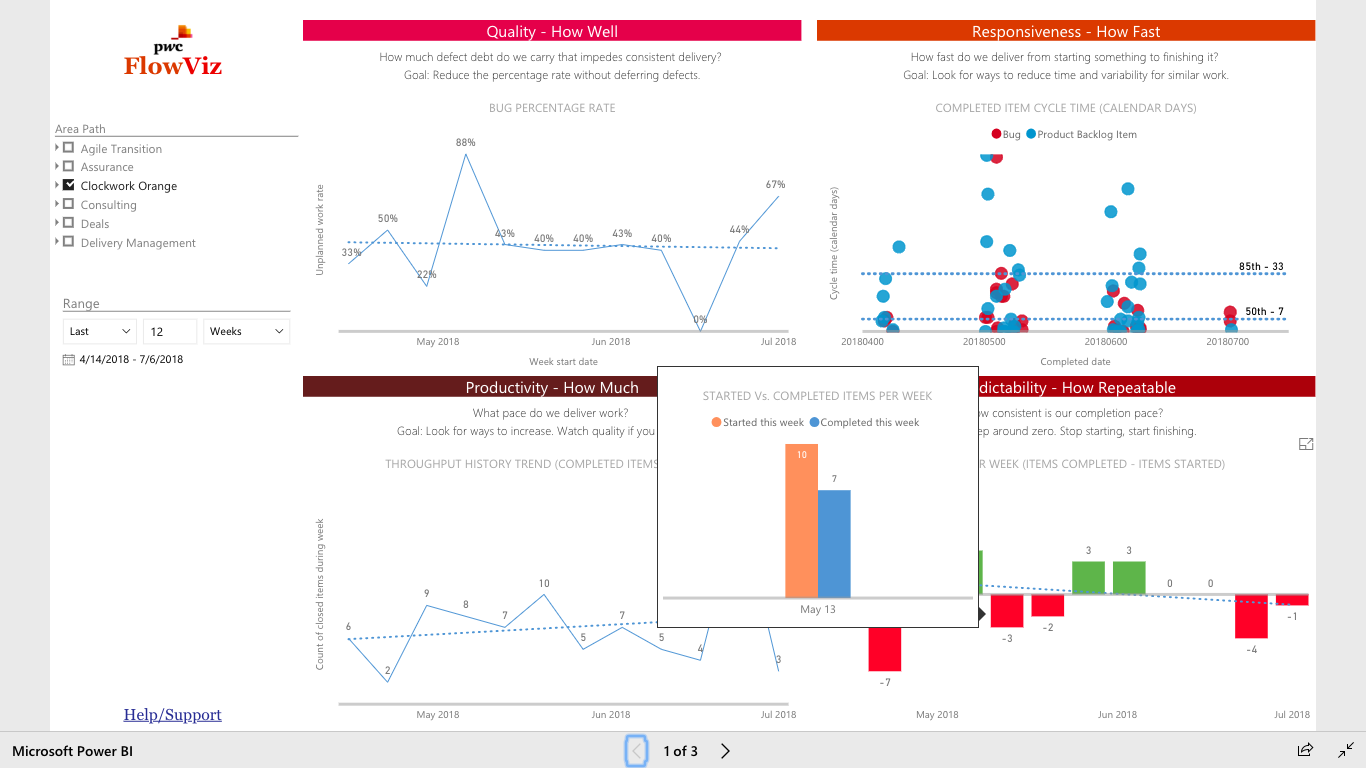 pwc
FlowViz
Area Path
Agile Transition
Assurance
Clockwork Orange
Consulting
Deals
Delivery Management
Range
Last 12 Weeks
4/14/2018 - 7/6/2018
Help/Support
Quality - How Well
How much defect debt do we carry that impedes consistent delivery?
Goal: Reduce the percentage rate without deferring defects.
BUG PERCENTAGE RATE
Unplanned work rate
33%
50%
22%
88%
43%
40%
40%
43%
40%
0%
44%
67%
May 2018 Jun 2018 Jul 2018
Week start date
Responsiveness - How Fast
How fast do we deliver from starting something to finishing it?
Goal: Look for ways to reduce time and variability for similar work.
COMPLETED ITEM CYCLE TIME (CALENDAR DAYS)
Bug Product Backlog Item
Cycle time (calendar days)
85th - 33
50th - 7
20180400 20180500 20180600 20180700
Completed date
Productivity - How Much
What pace do we deliver work?
Goal: Look for ways to increase. Watch quality if you
THROUGHPUT HISTORY TREND (COMPLETED ITEMS
Count of closed items during week
6
2
9
8
7
10
5
7
5
4
3
May 2018 Jun 2018 Jul 2018
STARTED Vs. COMPLETED ITEMS PER WEEK
Started this week Completed this week
10
7
May 13
dictability - How Repeatable
ow consistent is our completion pace?
ep around zero. Stop starting, start finishing.
R WEEK (ITEMS COMPLETED - ITEMS STARTED)
-7
-3
-2
3
3
0
0
-4
-1
May 2018 Jun 2018 Jul 2018
Microsoft Power BI
1 of 3